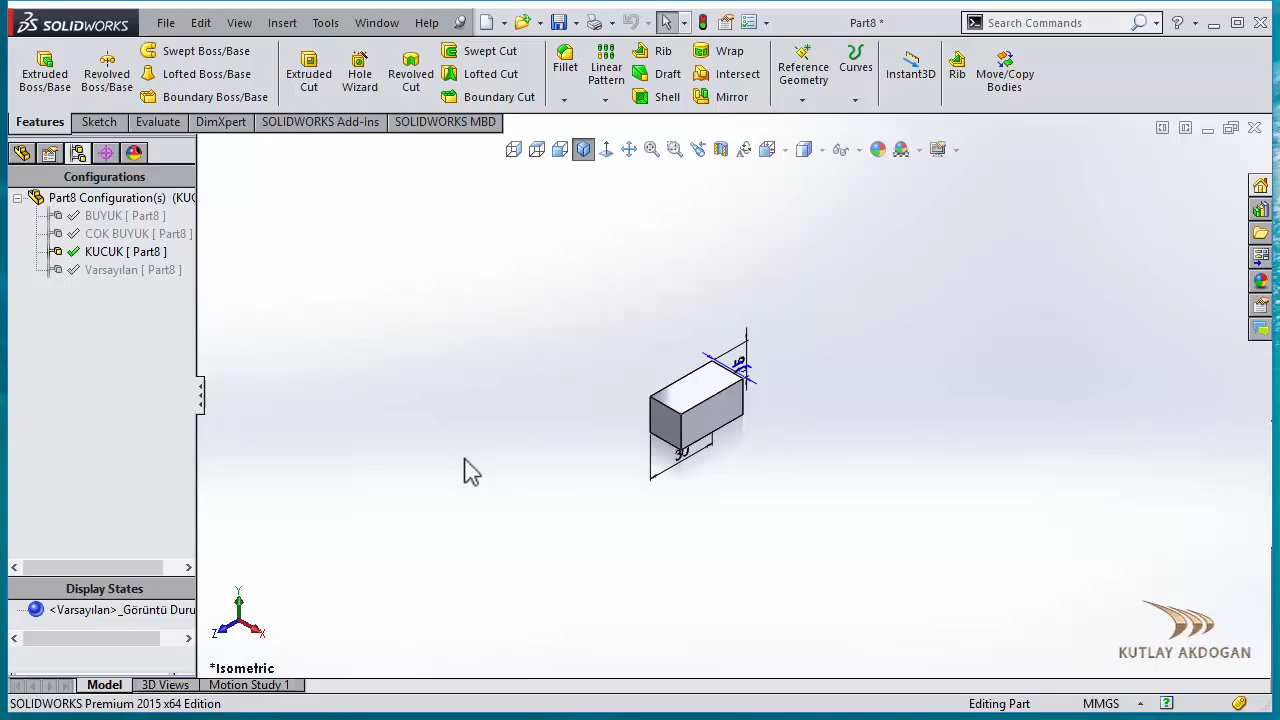 SOLIDWORKS File Edit View Insert Tools Window Help Part8 * Search Commands
Extruded Boss/Base
Revolved Boss/Base
Swept Boss/Base
Lofted Boss/Base
Boundary Boss/Base
Extruded Cut
Hole Wizard
Revolved Cut
Swept Cut
Lofted Cut
Boundary Cut
Fillet
Linear Pattern
Rib
Draft
Shell
Wrap
Intersect
Mirror
Reference Geometry
Curves
Instant3D
Rib
Move/Copy Bodies
Features Sketch Evaluate DimXpert SOLIDWORKS Add-Ins SOLIDWORKS MBD
Configurations
Part8 Configuration(s) (KUC
BUYUK [ Part8 ]
COK BUYUK [ Part8 ]
KUCUK [ Part8 ]
Varsayılan [ Part8 ]
30
Display States
<Varsayılan>_Görüntü Duru
Y
Z
X
*Isometric
KUTLAY AKDOGAN
Model 3D Views Motion Study 1
SOLIDWORKS Premium 2015 x64 Edition Editing Part MMGS